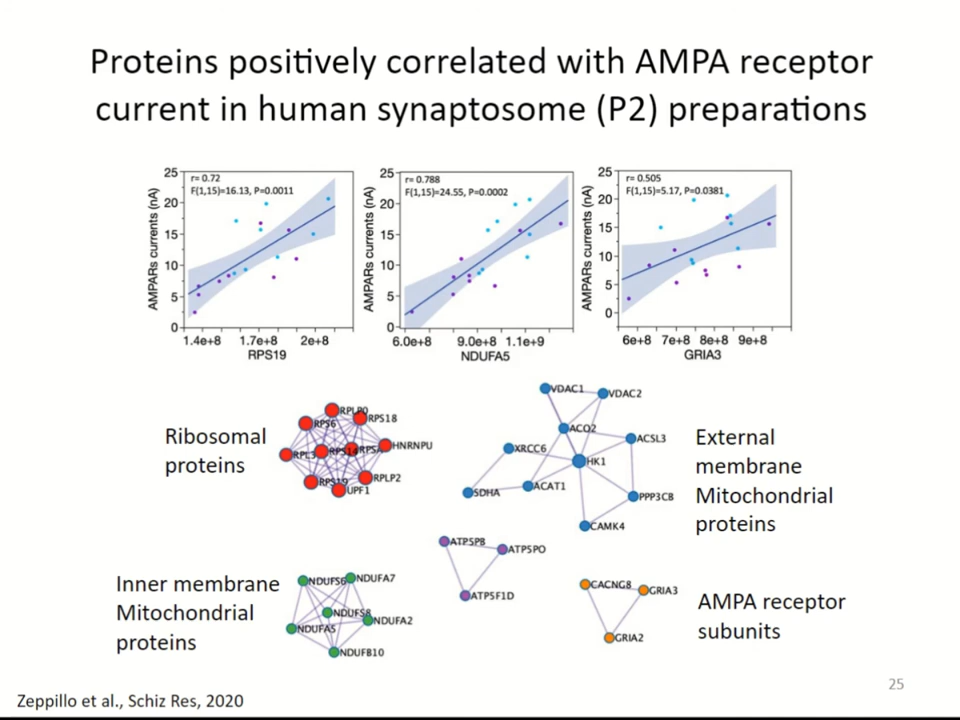 Proteins positively correlated with AMPA receptor
current in human synaptosome (P2) preparations
AMPARs currents (nA)
25
20
15
10
5
0
r= 0.72
F(1,15)=16.13, P=0.0011
1.4e+8 1.7e+8 2e+8
RPS19
AMPARs currents (nA)
25
20
15
10
5
0
r= 0.788
F(1,15)=24.55, P=0.0002
6.0e+8 9.0e+8 1.1e+9
NDUFA5
AMPARs currents (nA)
25
20
15
10
5
0
r= 0.505
F(1,15)=5.17, P=0.0381
6e+8 7e+8 8e+8 9e+8
GRIA3
Ribosomal
proteins
RPLP0
RPS6
RPS18
HNRNPU
RPS19
RPLP2
UPF1
VDAC1
VDAC2
ACO2
ACSL3
XRCC6
HK1
SDHA
ACAT1
PPP3CB
CAMK4
External
membrane
Mitochondrial
proteins
ATP5PB
ATP5PO
ATP5F1D
Inner membrane
Mitochondrial
proteins
NDUFS6
NDUFA7
NDUFS8
NDUFA2
NDUFA5
NDUFB10
CACNG8
GRIA3
GRIA2
AMPA receptor
subunits
25
Zeppillo et al., Schiz Res, 2020